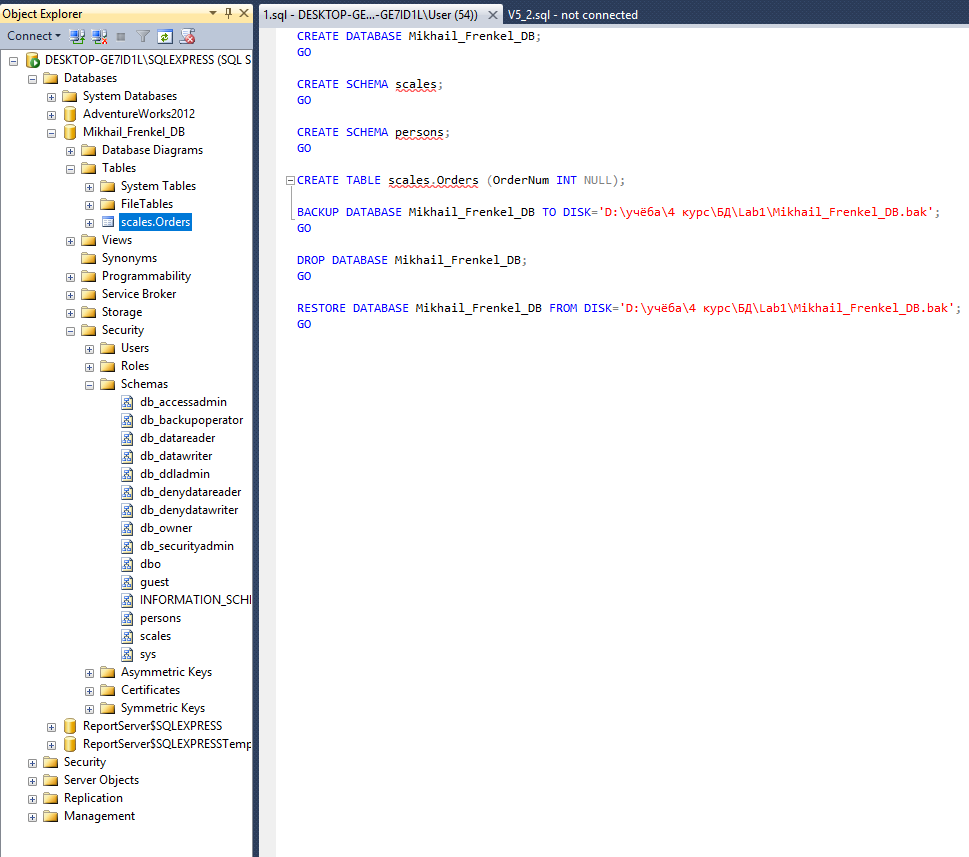 Object Explorer
Connect
DESKTOP-GE7ID1L\SQLEXPRESS (SQL S
Databases
System Databases
AdventureWorks2012
Mikhail_Frenkel_DB
Database Diagrams
Tables
System Tables
FileTables
scales.Orders
Views
Synonyms
Programmability
Service Broker
Storage
Security
Users
Roles
Schemas
db_accessadmin
db_backupoperator
db_datareader
db_datawriter
db_ddladmin
db_denydatareader
db_denydatawriter
db_owner
db_securityadmin
dbo
guest
INFORMATION_SCHI
persons
scales
sys
Asymmetric Keys
Certificates
Symmetric Keys
ReportServer$SQLEXPRESS
ReportServer$SQLEXPRESSTemp
Security
Server Objects
Replication
Management
1.sql - DESKTOP-GE...-GE7ID1L\User (54))
V5_2.sql - not connected
CREATE DATABASE Mikhail_Frenkel_DB;
GO
CREATE SCHEMA scales;
GO
CREATE SCHEMA persons;
GO
CREATE TABLE scales.Orders (OrderNum INT NULL);
BACKUP DATABASE Mikhail_Frenkel_DB TO DISK='D:\учёба\4 курс\БД\Lab1\Mikhail_Frenkel_DB.bak';
GO
DROP DATABASE Mikhail_Frenkel_DB;
GO
RESTORE DATABASE Mikhail_Frenkel_DB FROM DISK='D:\учёба\4 курс\БД\Lab1\Mikhail_Frenkel_DB.bak';
GO